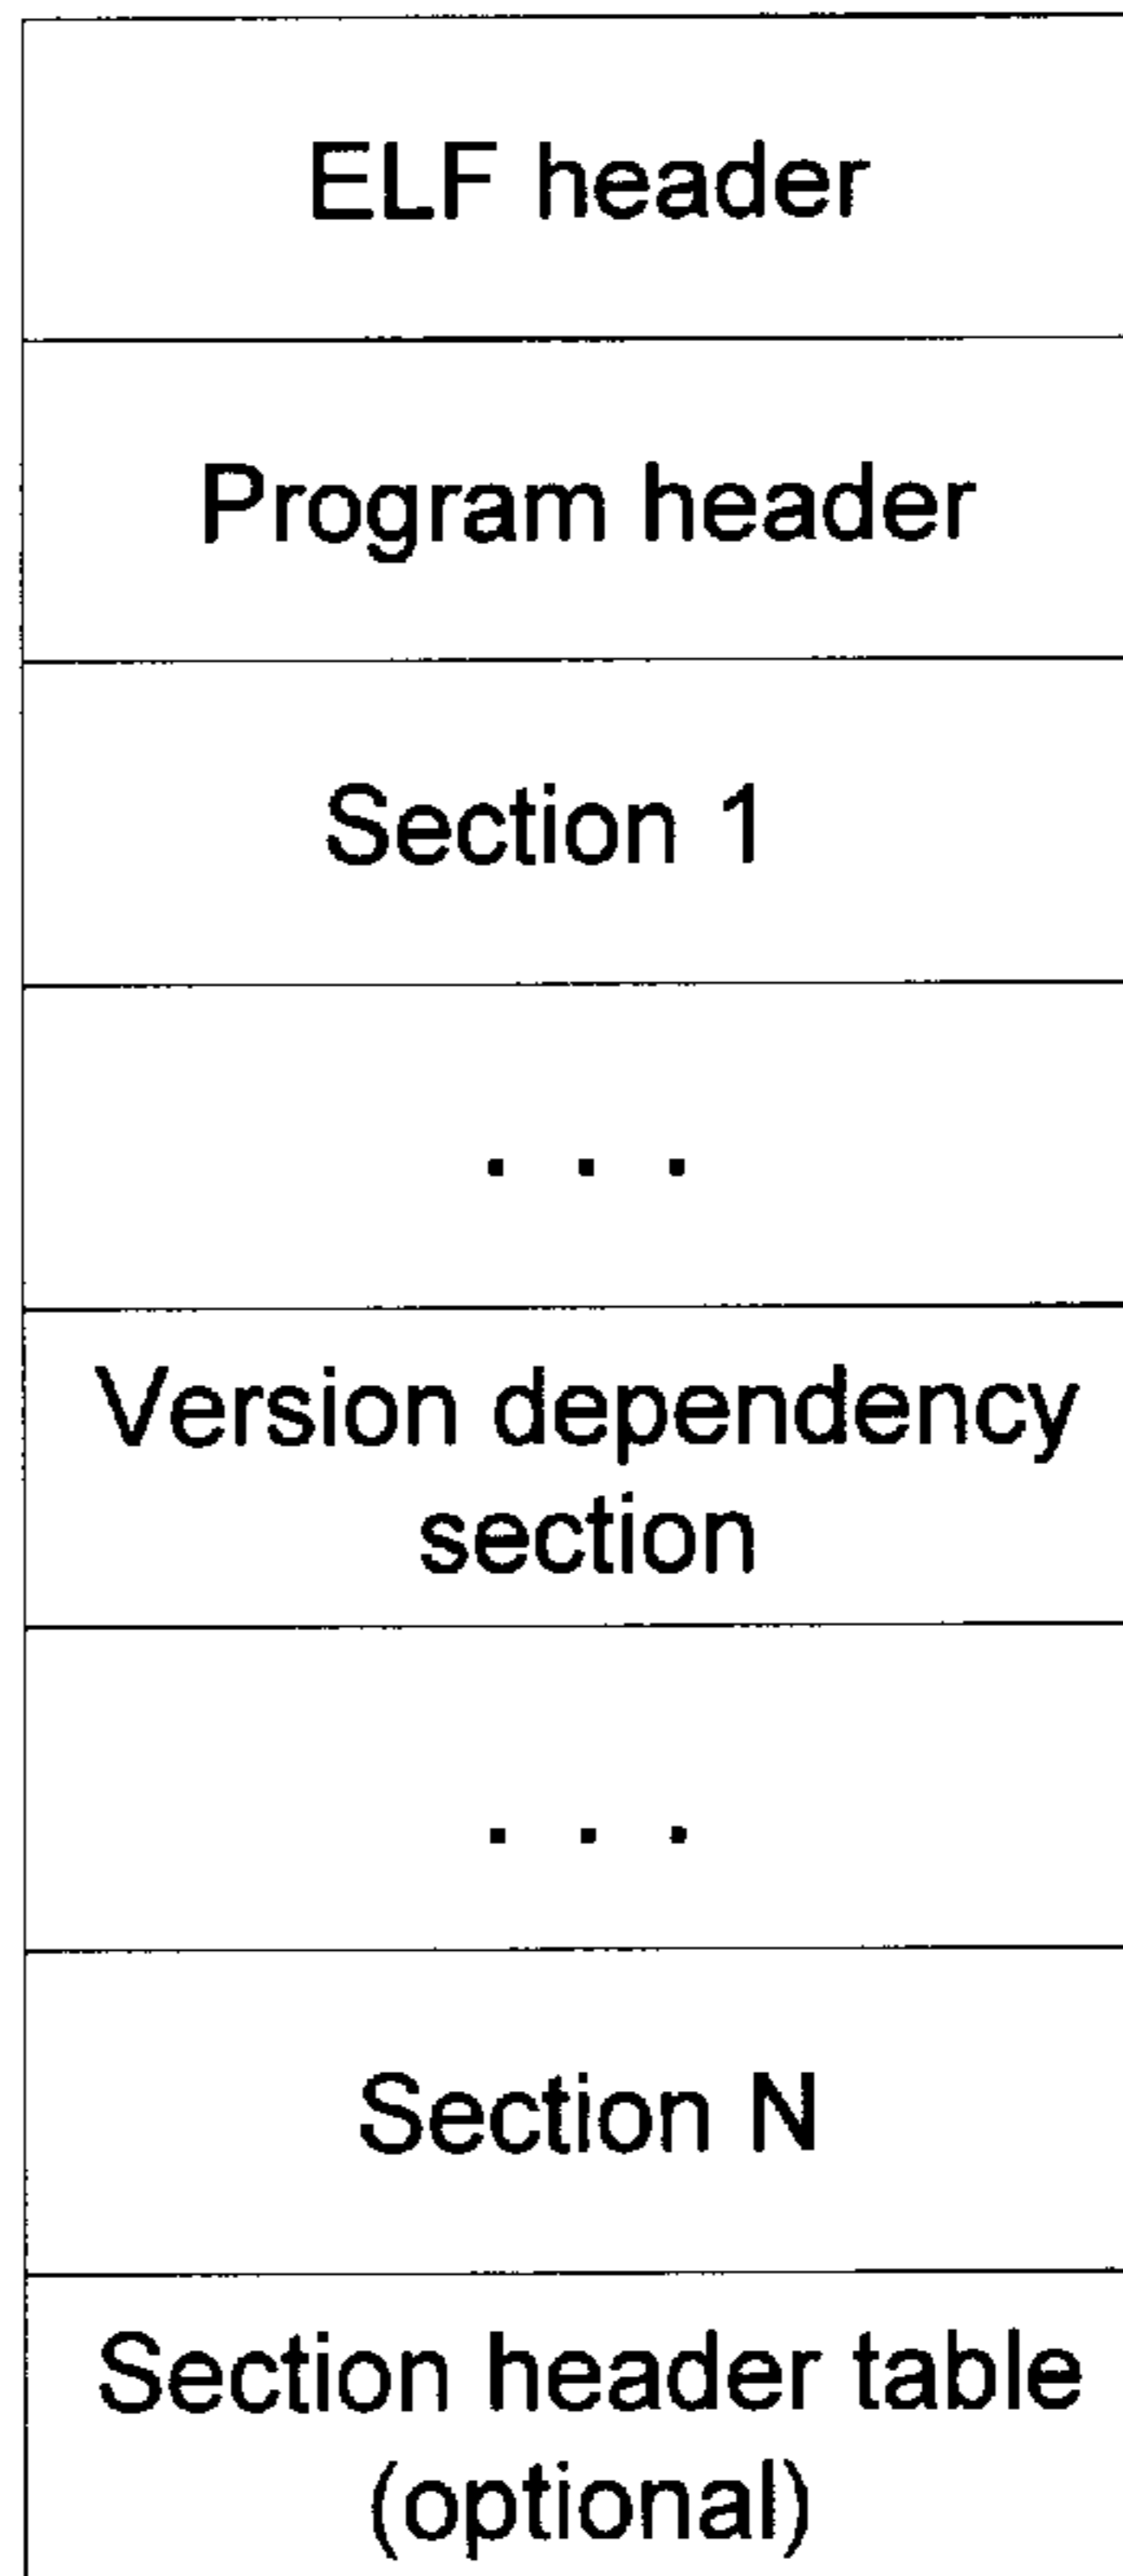 ELF header
Program header
Section 1
. . .
Version dependency
section
. . .
Section N
Section header table
(optional)